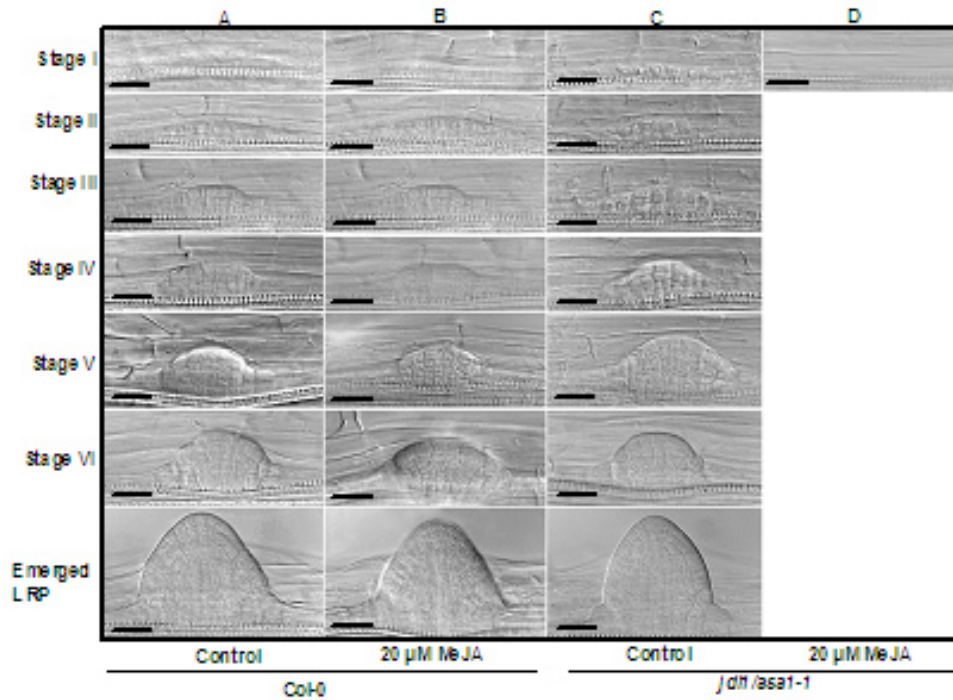 A B C D
Stage I
Stage II
Stage III
Stage IV
Stage V
Stage VI
Emerged
LRP
Control 20 µM MeJA Control 20 µM MeJA
Col-0 jdl1/asa1-1